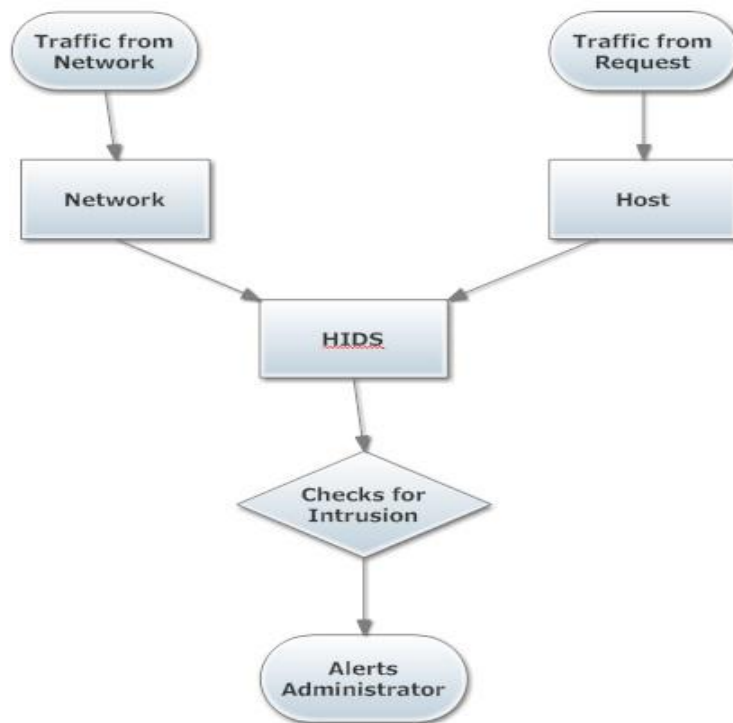 Traffic from
Network
Traffic from
Request
Network
Host
HIDS
Checks for
Intrusion
Alerts
Administrator